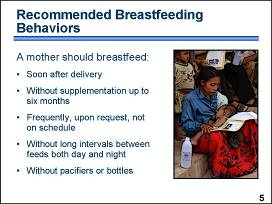 Recommended Breastfeeding
Behaviors
A mother should breastfeed:
• Soon after delivery
• Without supplementation up to
six months
• Frequently, upon request, not
on schedule
• Without long intervals between
feeds both day and night
• Without pacifiers or bottles
5